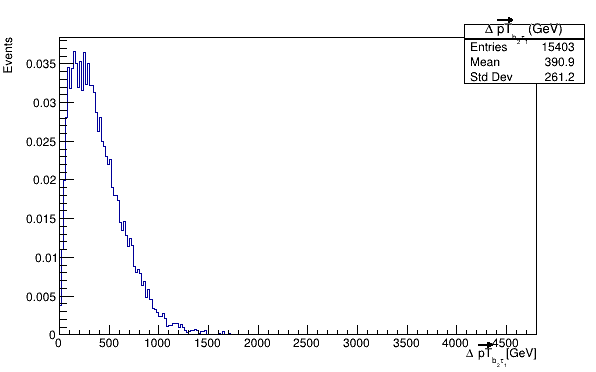 Δ pT b₂τ₁ (GeV)
Entries 15403
Mean 390.9
Std Dev 261.2
Events
0.035
0.03
0.025
0.02
0.015
0.01
0.005
0
0 500 1000 1500 2000 2500 3000 3500 4000 4500
Δ pT b₂τ₁ [GeV]